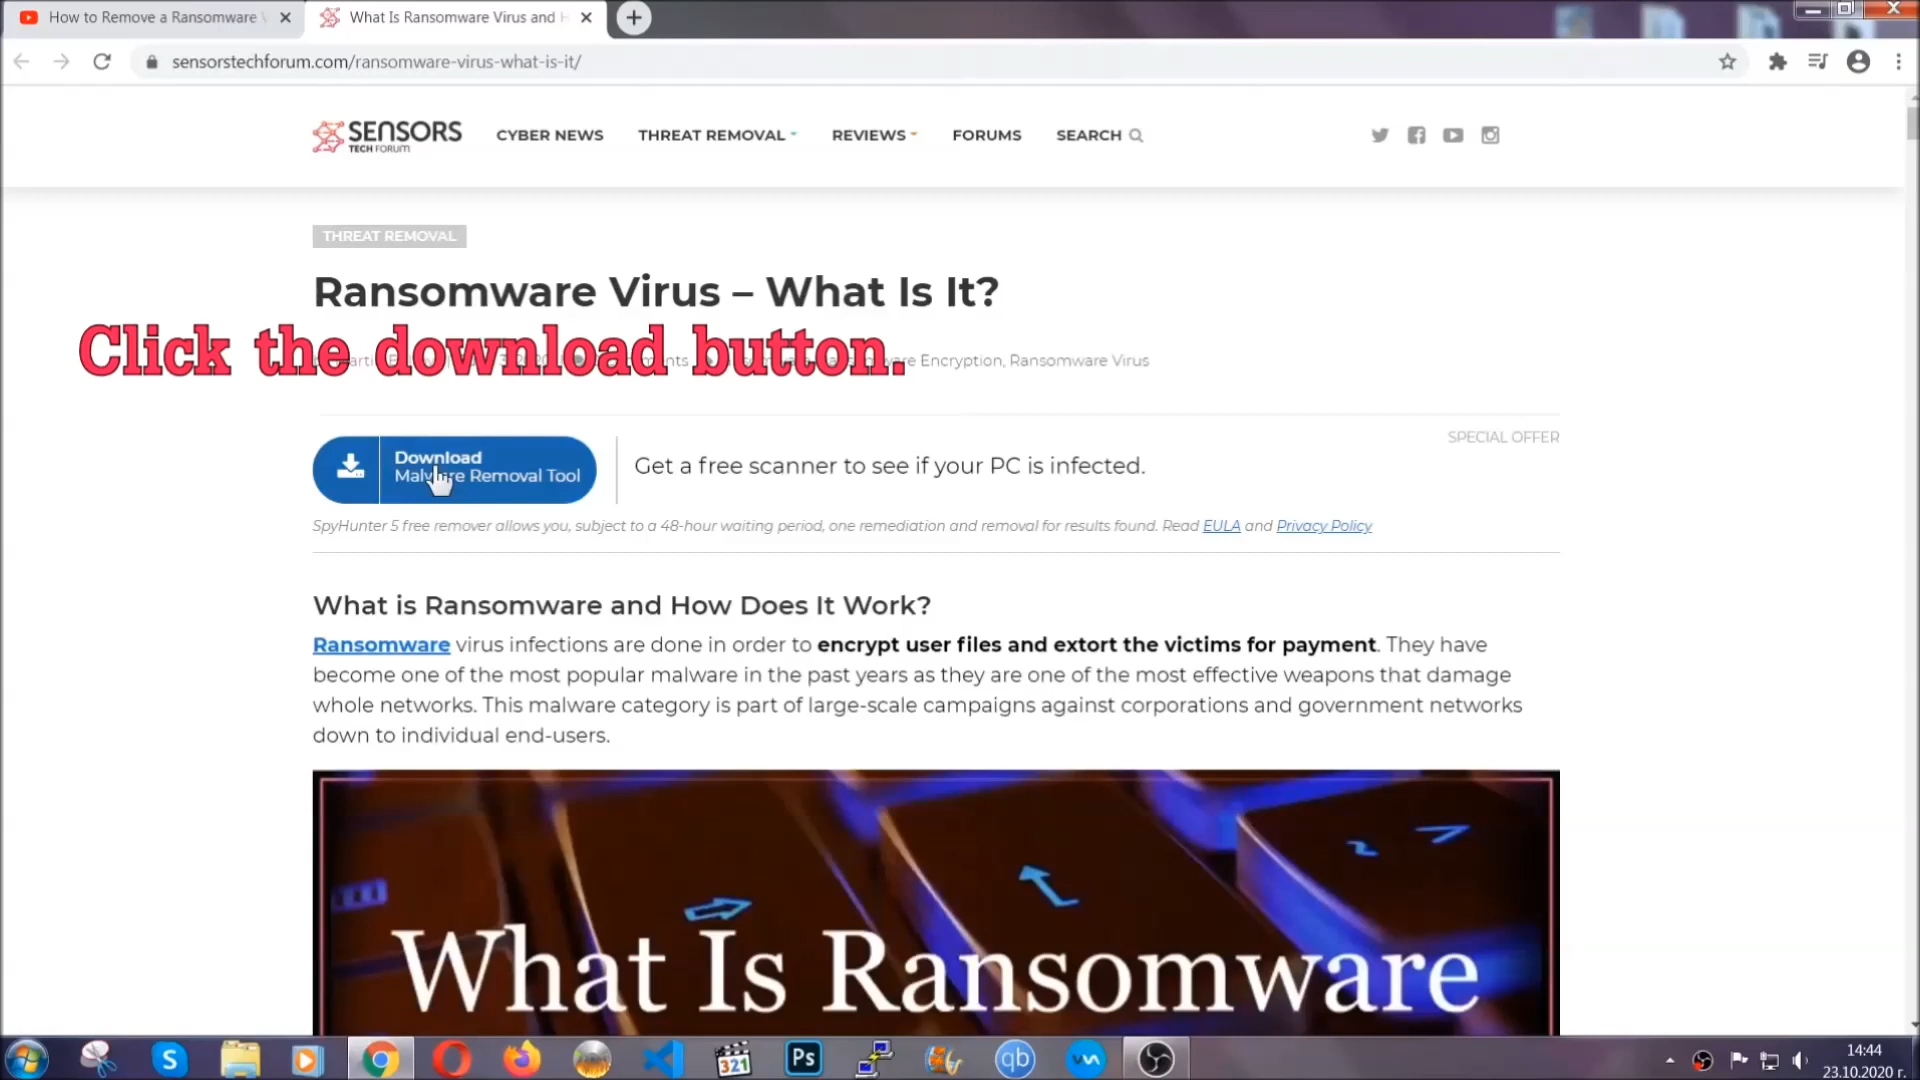 How to Remove a Ransomware V
What Is Ransomware Virus and H
sensorstechforum.com/ransomware-virus-what-is-it/
SENSORS
TECH FORUM
CYBER NEWS
THREAT REMOVAL
REVIEWS
FORUMS
SEARCH
THREAT REMOVAL
Ransomware Virus – What Is It?
Click the download button.
Encryption, Ransomware Virus
SPECIAL OFFER
Download
Malware Removal Tool
Get a free scanner to see if your PC is infected.
SpyHunter 5 free remover allows you, subject to a 48-hour waiting period, one remediation and removal for results found. Read EULA and Privacy Policy
What is Ransomware and How Does It Work?
Ransomware virus infections are done in order to encrypt user files and extort the victims for payment. They have
become one of the most popular malware in the past years as they are one of the most effective weapons that damage
whole networks. This malware category is part of large-scale campaigns against corporations and government networks
down to individual end-users.
What Is Ransomware
S
321
Ps
qb
14:44
23.10.2020 г.